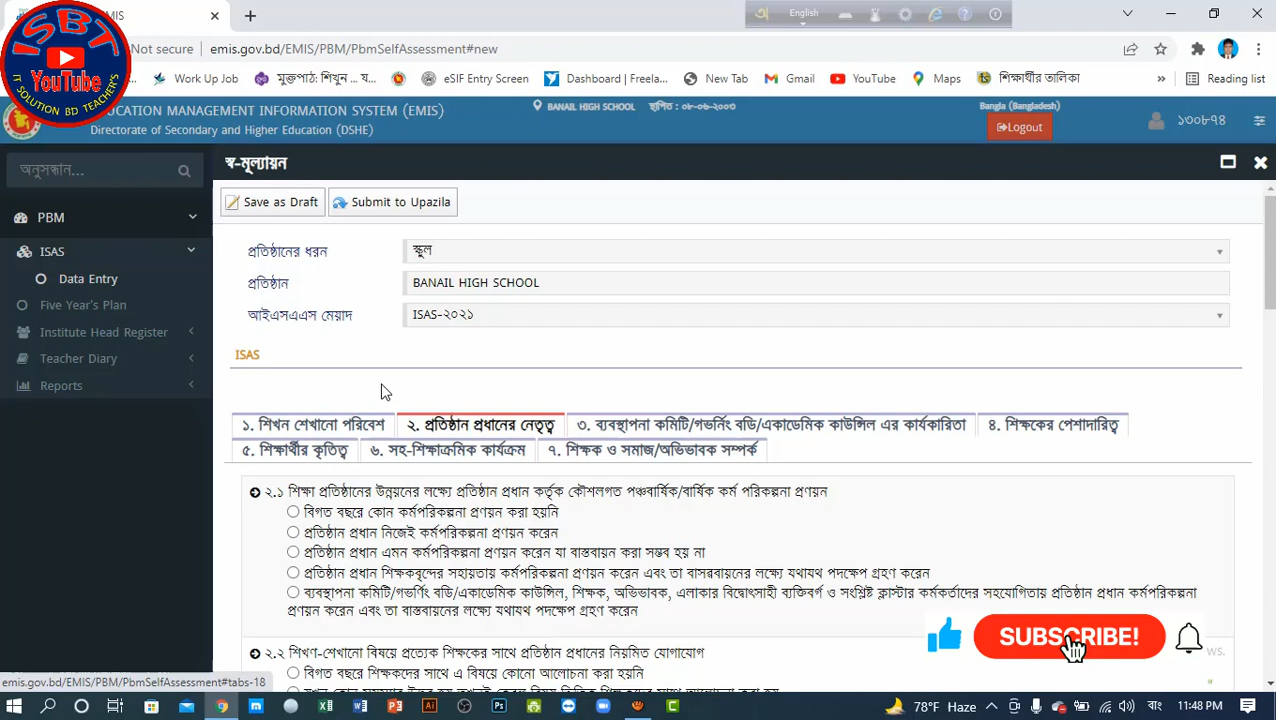 EMIS
English
Not secure emis.gov.bd/EMIS/PBM/PbmSelfAssessment#new
Work Up Job মুক্তপাঠ: শিখুন ... য... eSIF Entry Screen Dashboard | Freela... New Tab Gmail YouTube Maps শিক্ষার্থীর তালিকা » Reading list
ISBT
YouTube
IT SOLUTION BD TEACHERS
EDUCATION MANAGEMENT INFORMATION SYSTEM (EMIS)
Directorate of Secondary and Higher Education (DSHE)
BANAIL HIGH SCHOOL স্থাপিত : ০৮-০৬-২০০৩
Bangla (Bangladesh)
Logout
১৩০৮৭৪
অনুসন্ধান...
স্ব-মূল্যায়ন
Save as Draft Submit to Upazila
PBM
ISAS
Data Entry
Five Year's Plan
Institute Head Register
Teacher Diary
Reports
প্রতিষ্ঠানের ধরন স্কুল
প্রতিষ্ঠান BANAIL HIGH SCHOOL
আইএসএএস মেয়াদ ISAS-২০২১
ISAS
১. শিখন শেখানো পরিবেশ ২. প্রতিষ্ঠান প্রধানের নেতৃত্ব ৩. ব্যবস্থাপনা কমিটি/গভর্নিং বডি/একাডেমিক কাউন্সিল এর কার্যকারিতা ৪. শিক্ষকের পেশাদারিত্ব
৫. শিক্ষার্থীর কৃতিত্ব ৬. সহ-শিক্ষাক্রমিক কার্যক্রম ৭. শিক্ষক ও সমাজ/অভিভাবক সম্পর্ক
২.১ শিক্ষা প্রতিষ্ঠানের উন্নয়নের লক্ষ্যে প্রতিষ্ঠান প্রধান কর্তৃক কৌশলগত পঞ্চবার্ষিক/বার্ষিক কর্ম পরিকল্পনা প্রণয়ন
বিগত বছরে কোন কর্মপরিকল্পনা প্রণয়ন করা হয়নি
প্রতিষ্ঠান প্রধান নিজেই কর্মপরিকল্পনা প্রণয়ন করেন
প্রতিষ্ঠান প্রধান এমন কর্মপরিকল্পনা প্রণয়ন করেন যা বাস্তবায়ন করা সম্ভব হয় না
প্রতিষ্ঠান প্রধান শিক্ষকবৃন্দের সহায়তায় কর্মপরিকল্পনা প্রণয়ন করেন এবং তা বাসৱবায়নের লক্ষ্যে যথাযথ পদক্ষেপ গ্রহণ করেন
ব্যবস্থাপনা কমিটি/গভর্ণিং বডি/একাডেমিক কাউন্সিল, শিক্ষক, অভিভাবক, এলাকার বিদ্যোৎসাহী ব্যক্তিবর্গ ও সংশ্লিষ্ট ক্লাস্টার কর্মকর্তাদের সহযোগিতায় প্রতিষ্ঠান প্রধান কর্মপরিকল্পনা
প্রণয়ন করেন এবং তা বাস্তবায়নের লক্ষ্যে যথাযথ পদক্ষেপ গ্রহণ করেন
২.২ শিখণ-শেখানো বিষয়ে প্রত্যেক শিক্ষকের সাথে প্রতিষ্ঠান প্রধানের নিয়মিত যোগাযোগ
বিগত বছরে শিক্ষকদের সাথে এ বিষয়ে কোনো আলোচনা করা হয়নি
SUBSCRIBE!
ws.
emis.gov.bd/EMIS/PBM/PbmSelfAssessment#tabs-18
78°F Haze বাং 11:48 PM